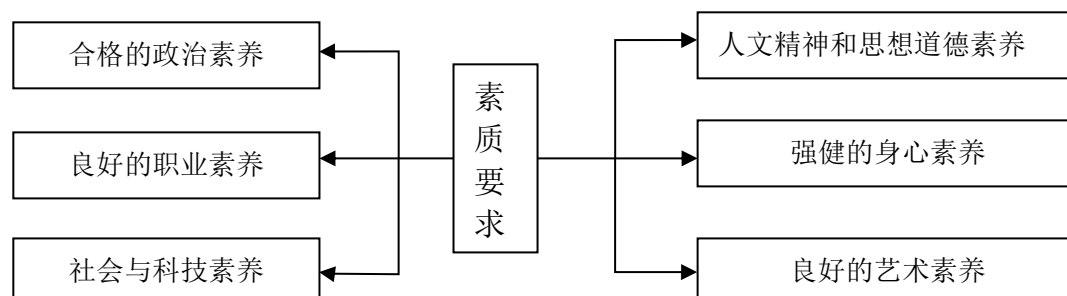 合格的政治素养
良好的职业素养
社会与科技素养
素
质
要
求
人文精神和思想道德素养
强健的身心素养
良好的艺术素养